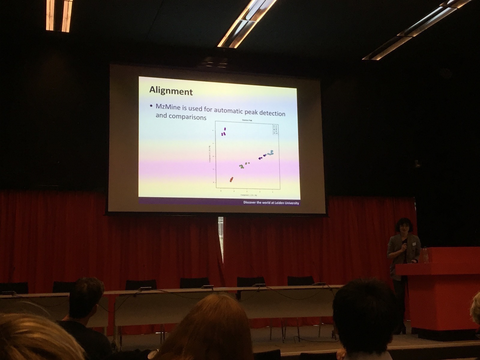 Alignment
• MzMine is used for automatic peak detection
and comparisons
Discover the world at Leiden University